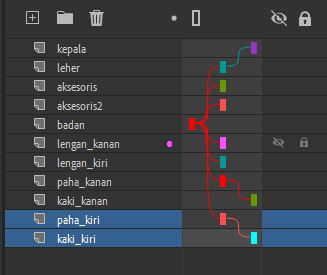 kepala
leher
aksesoris
aksesoris2
badan
lengan_kanan
lengan_kiri
paha_kanan
kaki_kanan
paha_kiri
kaki_kiri